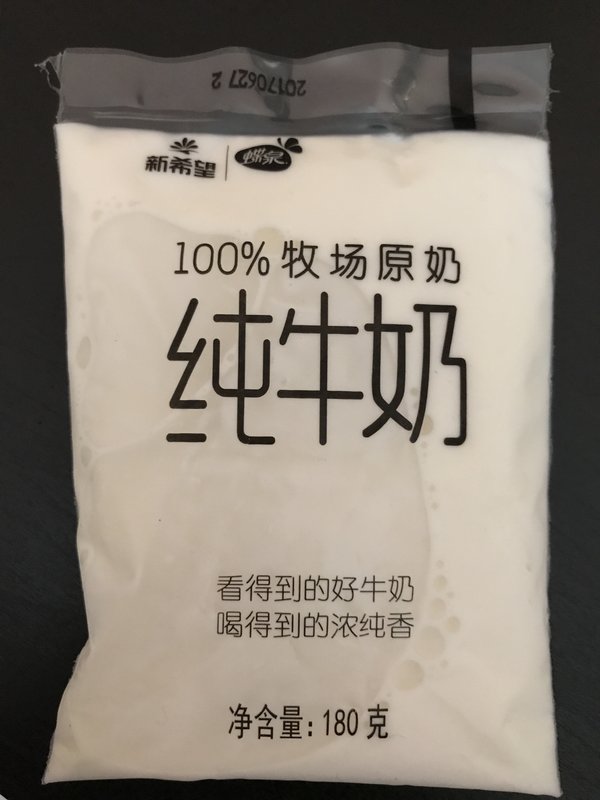 20170627 2
新希望 蝶泉
100%牧场原奶
纯牛奶
看得到的好牛奶
喝得到的浓纯香
净含量:180克